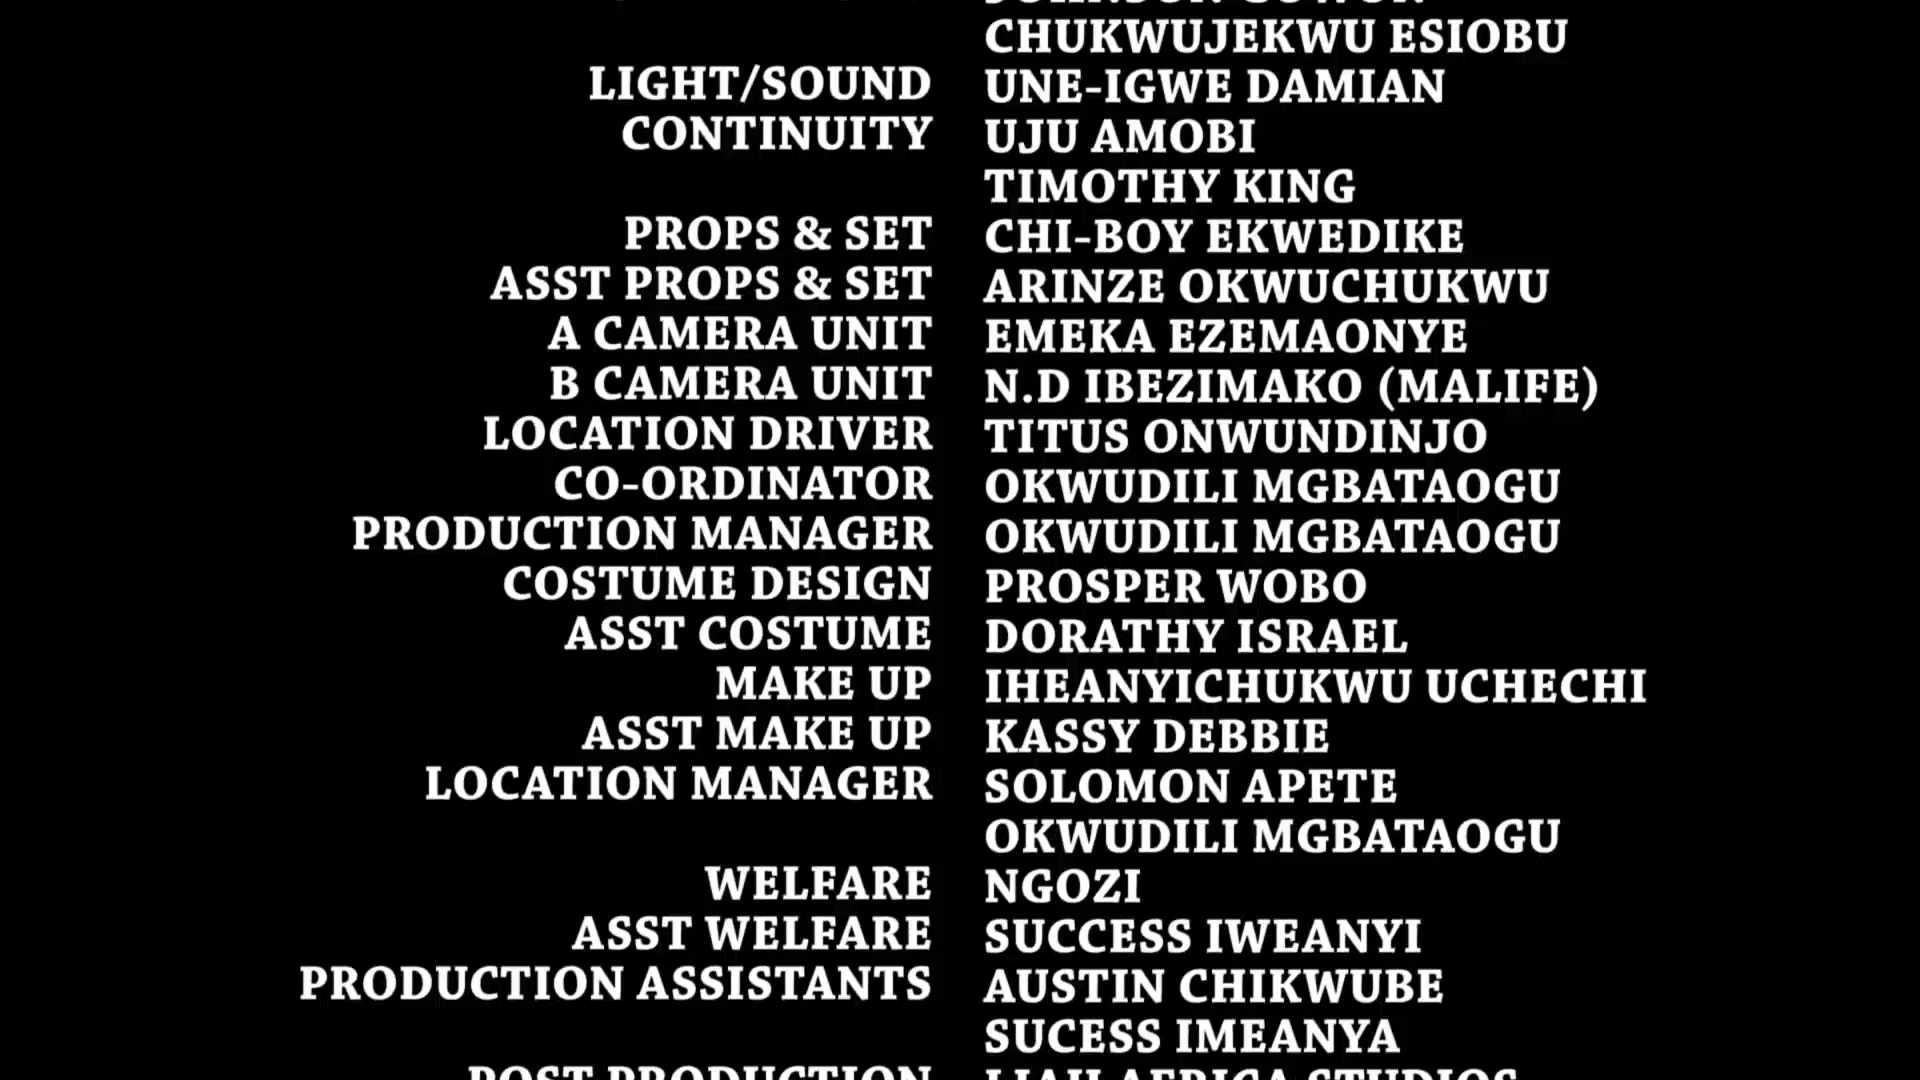 CHUKWUJEKWU ESIOBU
LIGHT/SOUND UNE-IGWE DAMIAN
CONTINUITY UJU AMOBI
TIMOTHY KING
PROPS & SET CHI-BOY EKWEDIKE
ASST PROPS & SET ARINZE OKWUCHUKWU
A CAMERA UNIT EMEKA EZEMAONYE
B CAMERA UNIT N.D IBEZIMAKO (MALIFE)
LOCATION DRIVER TITUS ONWUNDINJO
CO-ORDINATOR OKWUDILI MGBATAOGU
PRODUCTION MANAGER OKWUDILI MGBATAOGU
COSTUME DESIGN PROSPER WOBO
ASST COSTUME DORATHY ISRAEL
MAKE UP IHEANYICHUKWU UCHECHI
ASST MAKE UP KASSY DEBBIE
LOCATION MANAGER SOLOMON APETE
OKWUDILI MGBATAOGU
WELFARE NGOZI
ASST WELFARE SUCCESS IWEANYI
PRODUCTION ASSISTANTS AUSTIN CHIKWUBE
SUCESS IMEANYA
POST PRODUCTION AFRICA STUDIOS